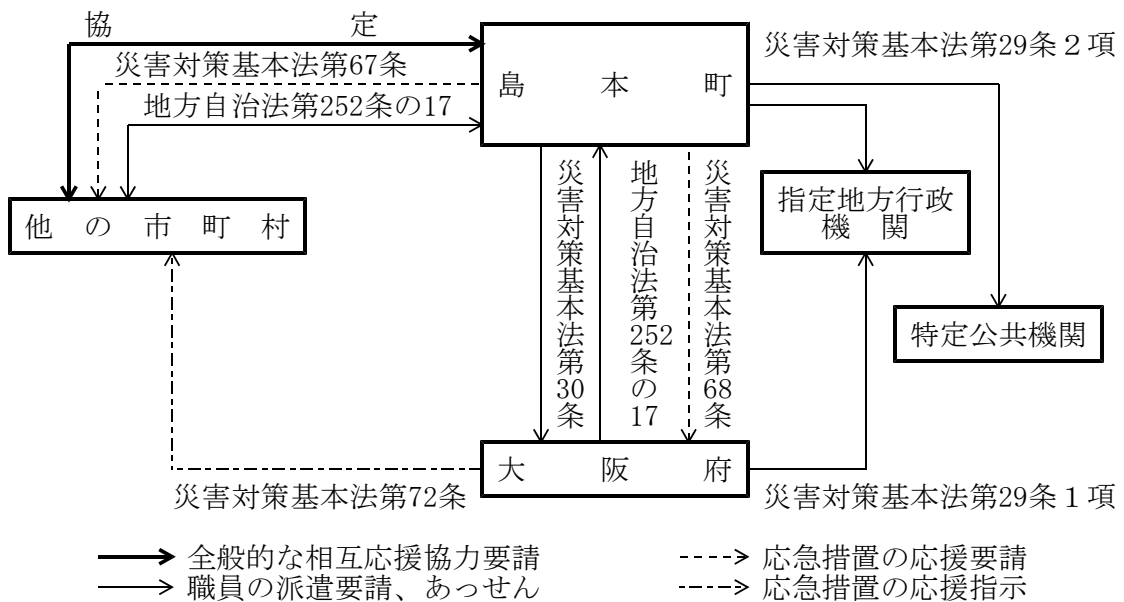 協定
災害対策基本法第29条２項
災害対策基本法第67条
島本町
地方自治法第252条の17
災害対策基本法第30条
地方自治法第252条の17
災害対策基本法第68条
指定地方行政
機関
他の市町村
特定公共機関
大阪府
災害対策基本法第72条
災害対策基本法第29条１項
全般的な相互応援協力要請
応急措置の応援要請
職員の派遣要請、あっせん
応急措置の応援指示